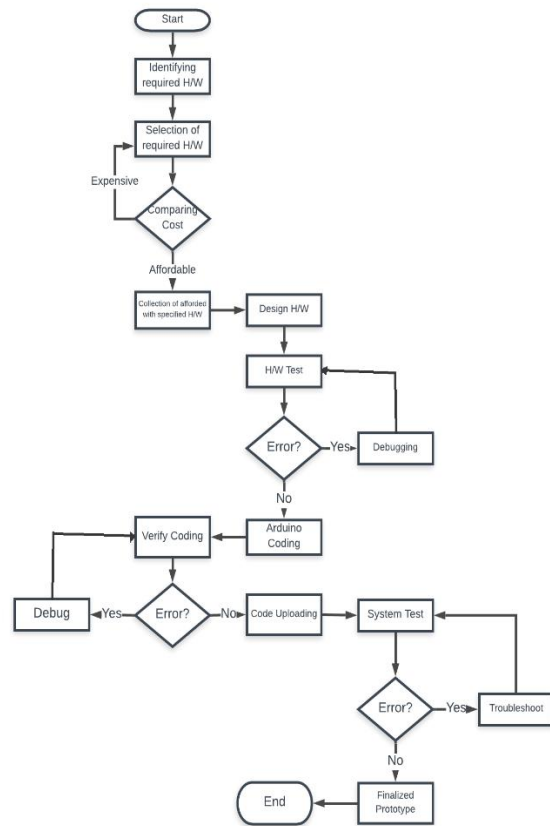 Start
Identifying
required H/W
Selection of
required H/W
Expensive
Comparing
Cost
Affordable
Collection of afforded
with specified H/W
Design H/W
H/W Test
Error?
Yes
Debugging
No
Arduino
Coding
Verify Coding
Error?
Yes
Debug
No
Code Uploading
System Test
Error?
Yes
Troubleshoot
No
Finalized
Prototype
End